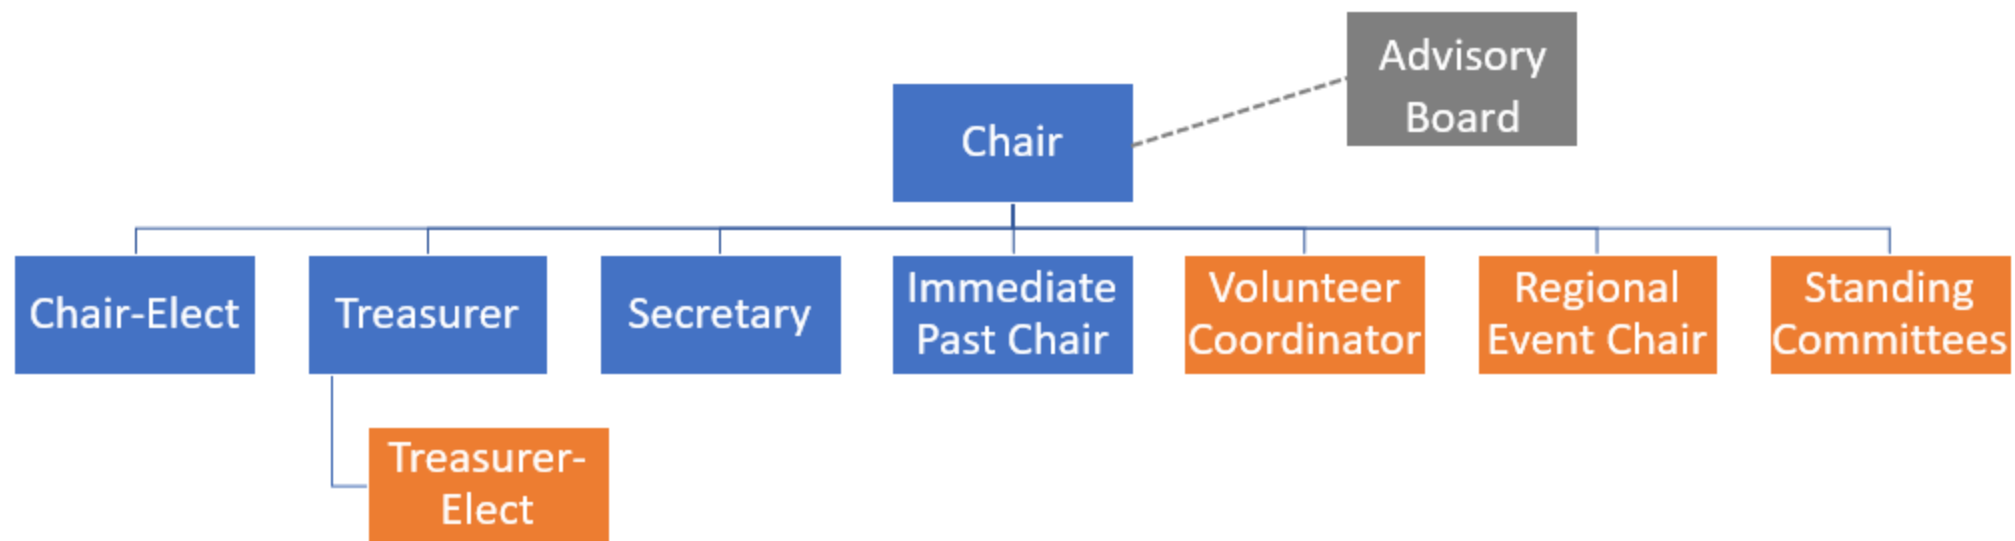 Advisory
Board
Chair
Chair-Elect
Treasurer
Secretary
Immediate
Past Chair
Volunteer
Coordinator
Regional
Event Chair
Standing
Committees
Treasurer-
Elect